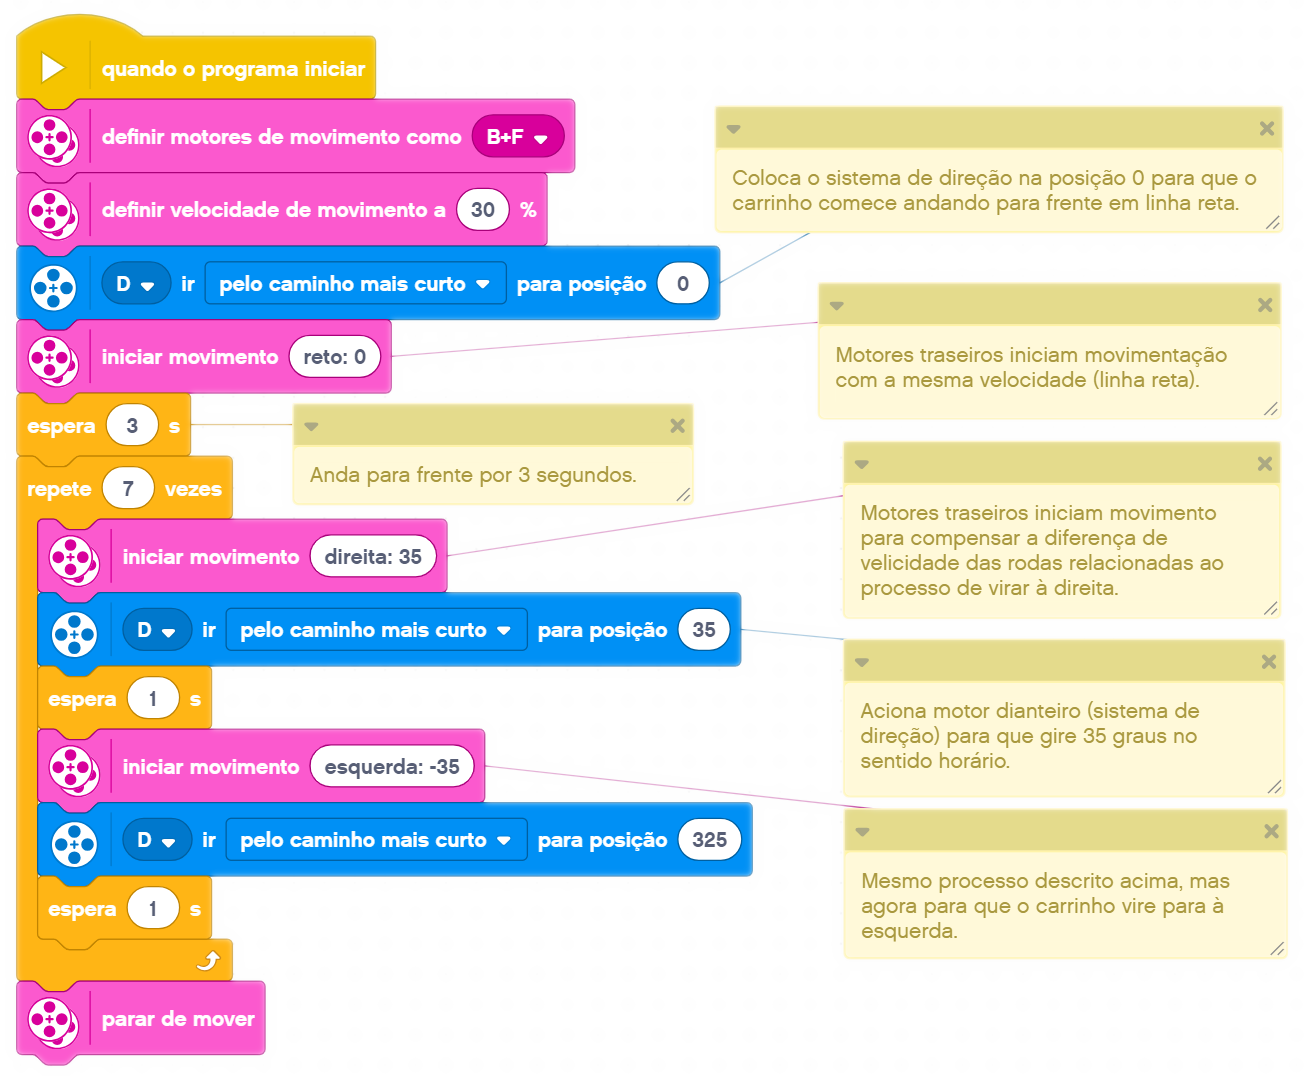 quando o programa iniciar
definir motores de movimento como B+F
definir velocidade de movimento a 30 %
D ir pelo caminho mais curto para posição 0
Coloca o sistema de direção na posição 0 para que o
carrinho comece andando para frente em linha reta.
iniciar movimento reto: 0
Motores traseiros iniciam movimentação
com a mesma velocidade (linha reta).
espera 3 s
Anda para frente por 3 segundos.
repete 7 vezes
iniciar movimento direita: 35
Motores traseiros iniciam movimento
para compensar a diferença de
velicidade das rodas relacionadas ao
processo de virar à direita.
D ir pelo caminho mais curto para posição 35
Aciona motor dianteiro (sistema de
direção) para que gire 35 graus no
sentido horário.
espera 1 s
iniciar movimento esquerda: -35
Mesmo processo descrito acima, mas
agora para que o carrinho vire para à
esquerda.
D ir pelo caminho mais curto para posição 325
espera 1 s
parar de mover